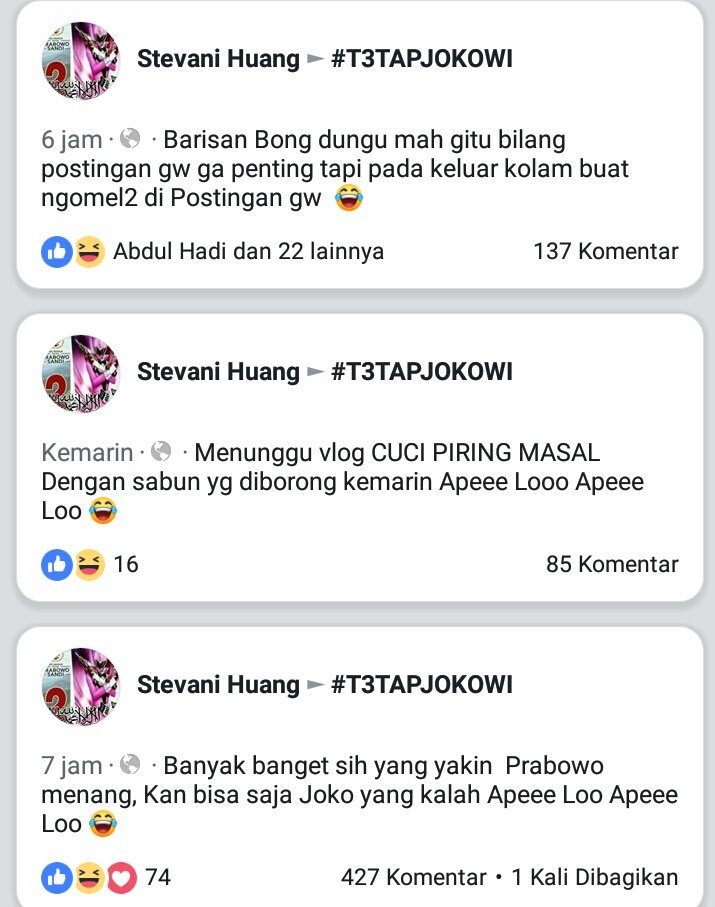 Stevani Huang ► #T3TAPJOKOWI
6 jam · · Barisan Bong dungu mah gitu bilang
postingan gw ga penting tapi pada keluar kolam buat
ngomel2 di Postingan gw 😂
Abdul Hadi dan 22 lainnya 137 Komentar
Stevani Huang ► #T3TAPJOKOWI
Kemarin · · Menunggu vlog CUCI PIRING MASAL
Dengan sabun yg diborong kemarin Apeee Looo Apeee
Loo 😂
16 85 Komentar
Stevani Huang ► #T3TAPJOKOWI
7 jam · · Banyak banget sih yang yakin Prabowo
menang, Kan bisa saja Joko yang kalah Apeee Loo Apeee
Loo 😂
74 427 Komentar • 1 Kali Dibagikan